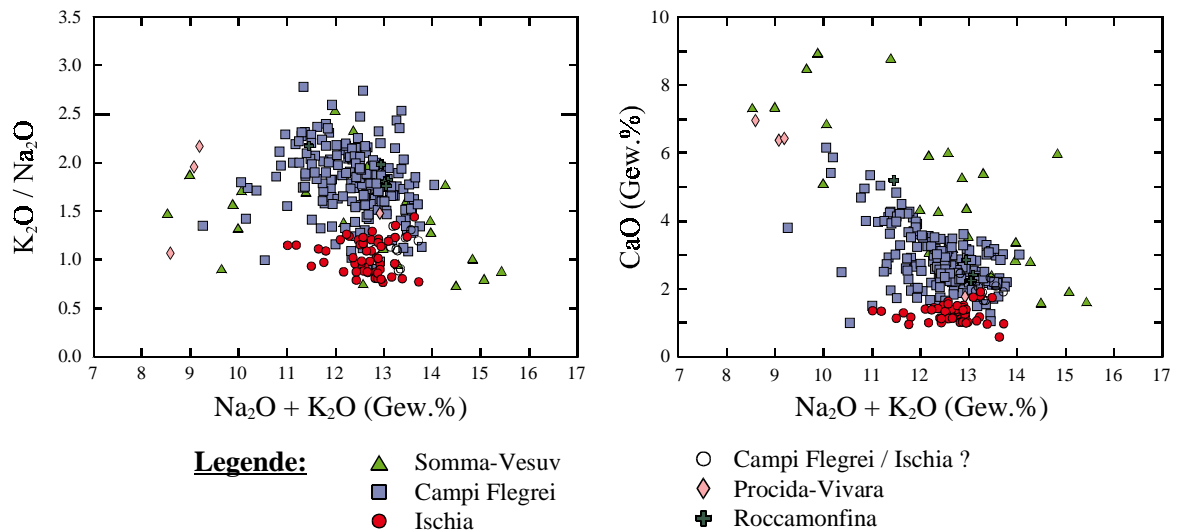 3.5
3.0
2.5
2.0
1.5
1.0
0.5
0.0
K₂O / Na₂O
7 8 9 10 11 12 13 14 15 16 17
Na₂O + K₂O (Gew.%)
10
8
6
4
2
0
CaO (Gew.%)
7 8 9 10 11 12 13 14 15 16 17
Na₂O + K₂O (Gew.%)
Legende:
Somma-Vesuv
Campi Flegrei
Ischia
Campi Flegrei / Ischia ?
Procida-Vivara
Roccamonfina